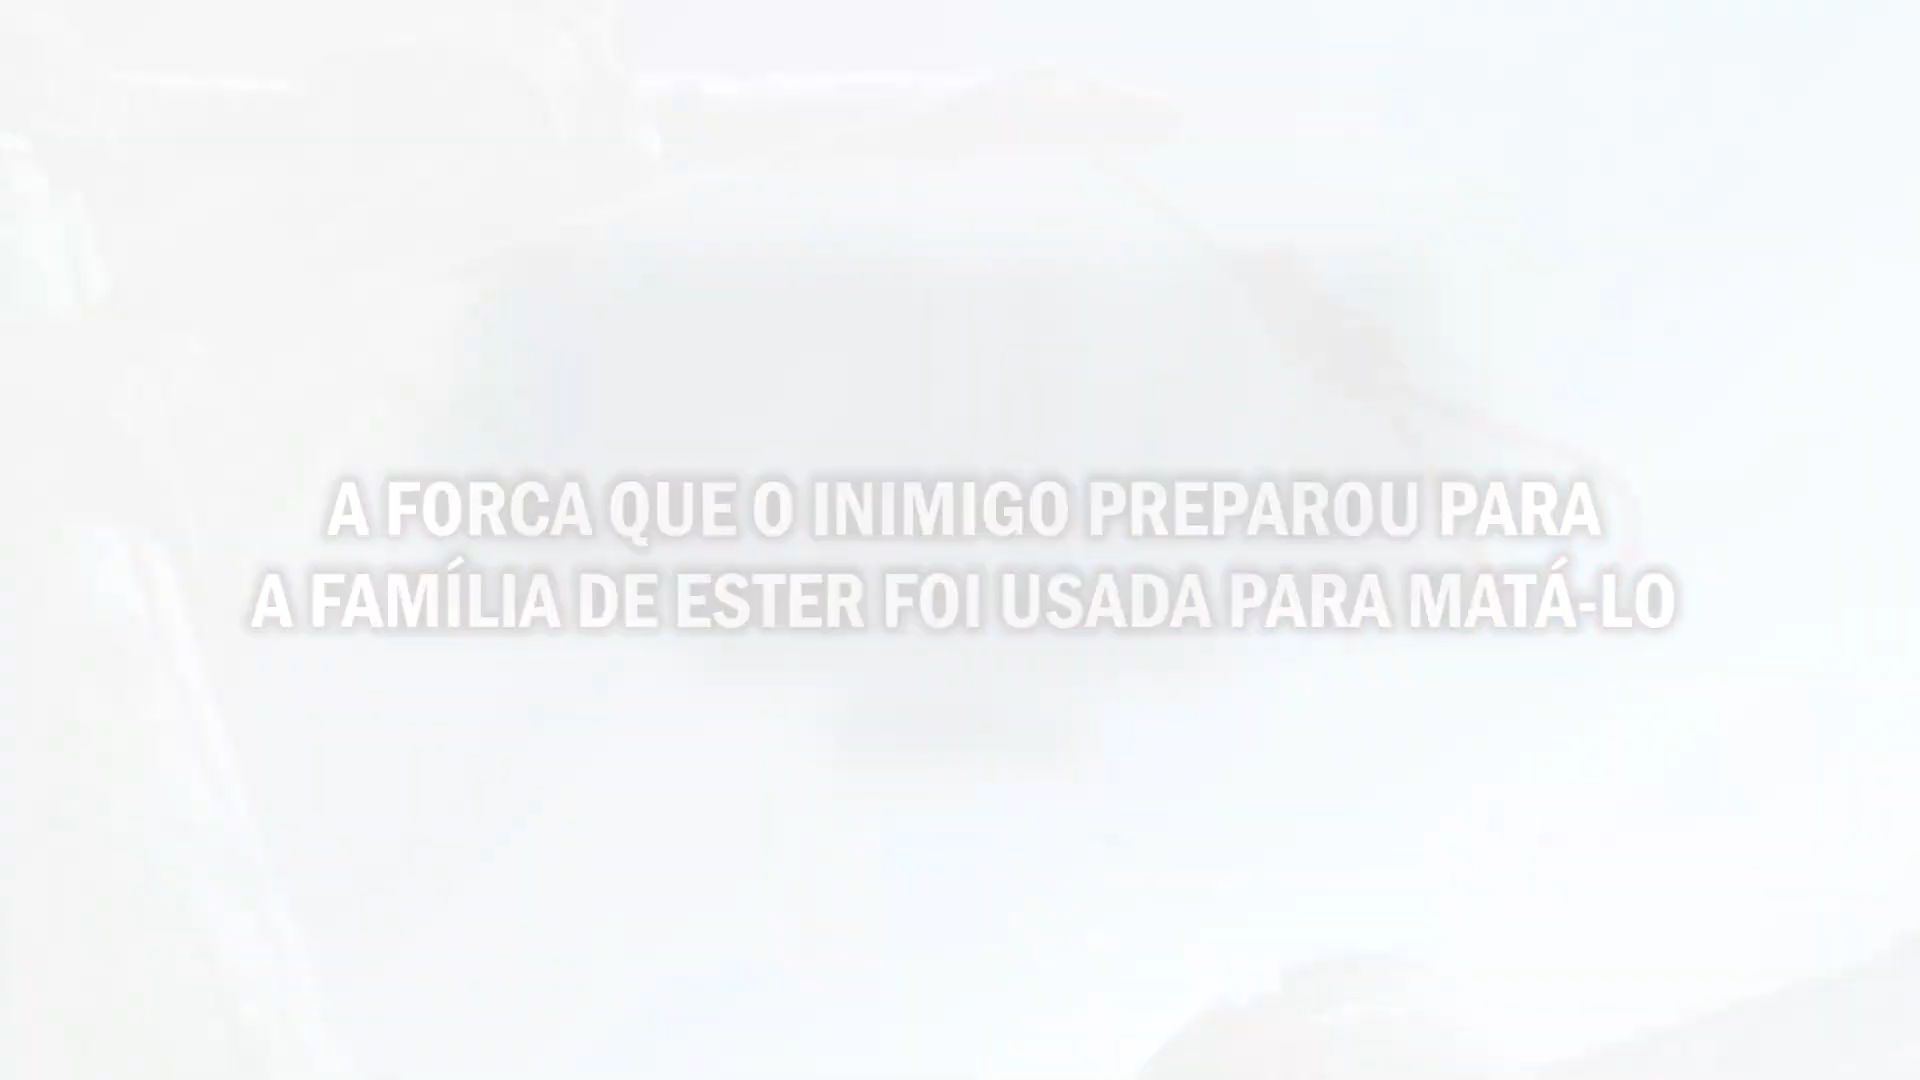 A FORCA QUE O INIMIGO PREPAROU PARA
A FAMÍLIA DE ESTER FOI USADA PARA MATÁ-LO